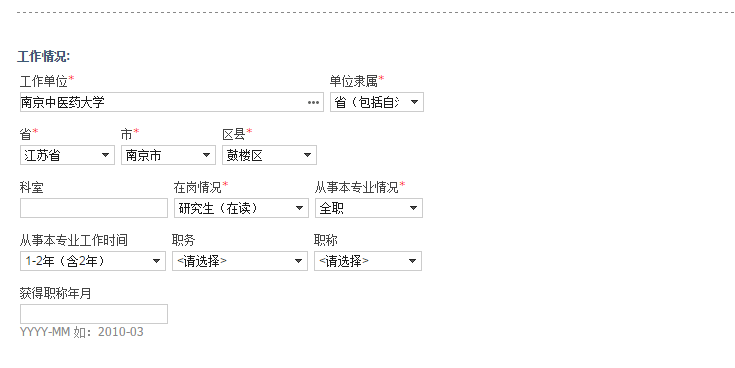 工作情况:
工作单位* 单位隶属*
南京中医药大学 ••• 省（包括自
省* 市* 区县*
江苏省 南京市 鼓楼区
科室 在岗情况* 从事本专业情况*
研究生（在读） 全职
从事本专业工作时间 职务 职称
1-2年（含2年） <请选择> <请选择>
获得职称年月
YYYY-MM 如：2010-03